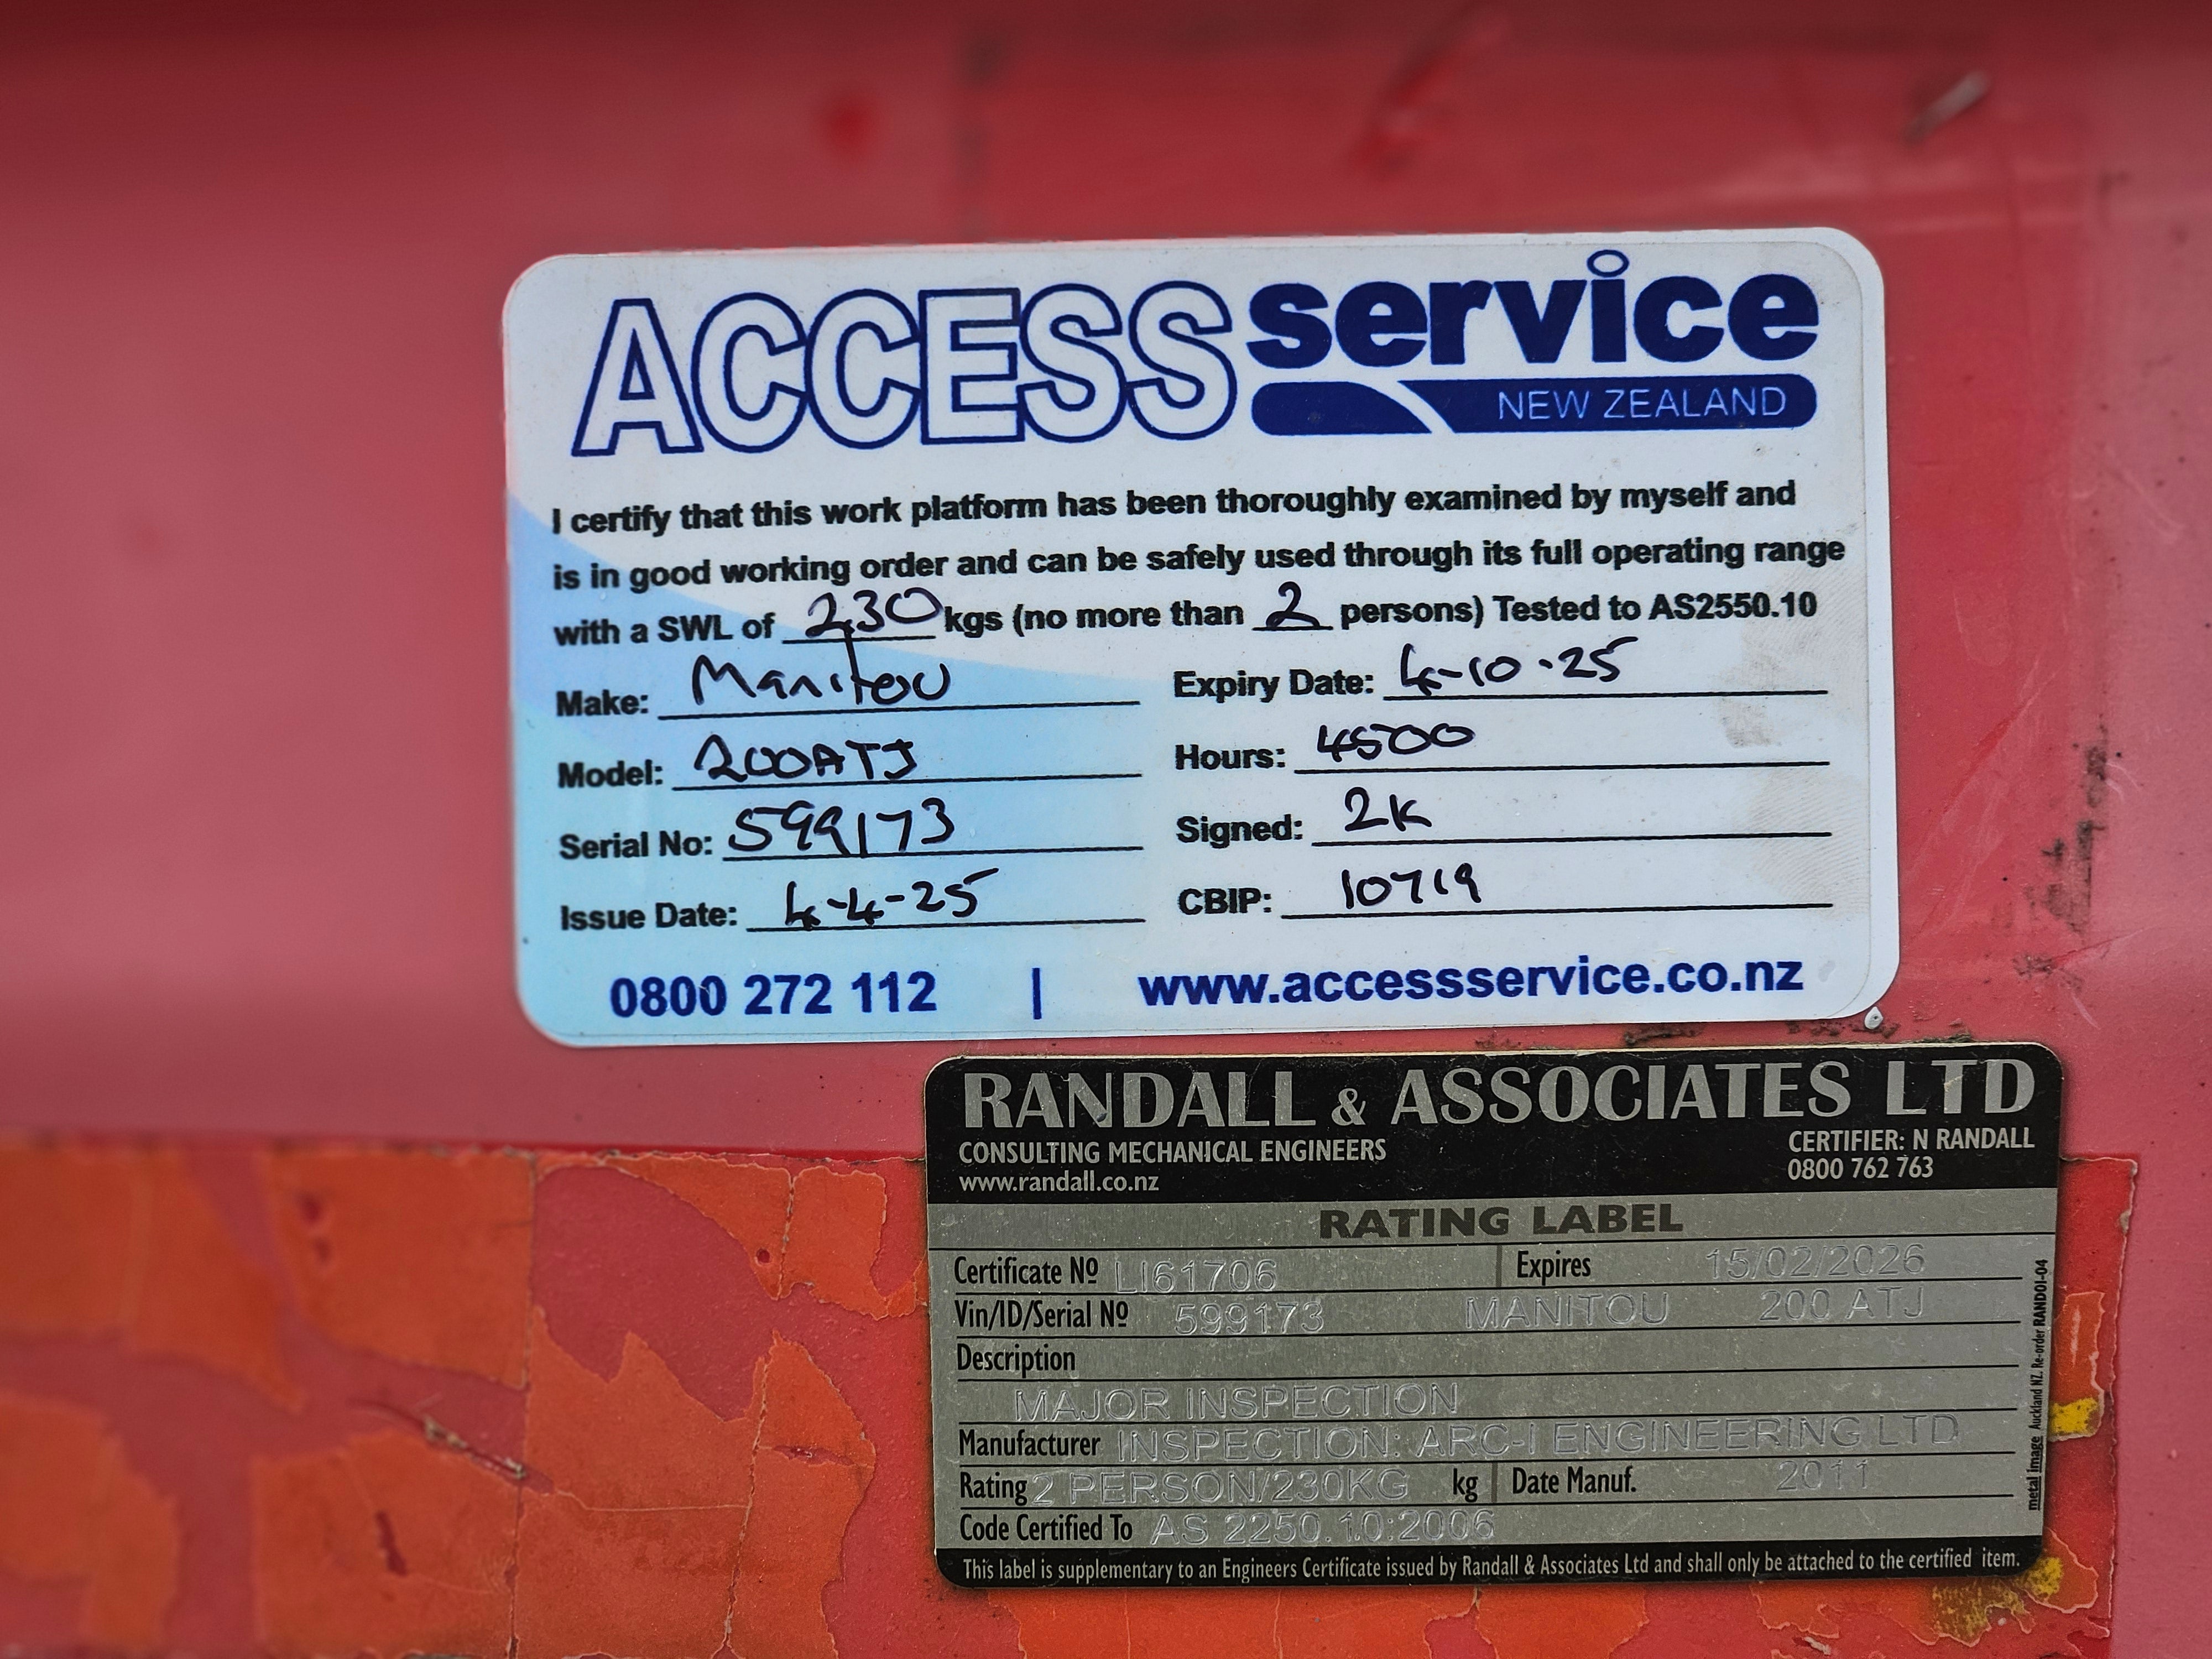 ACCESS service
NEW ZEALAND
I certify that this work platform has been thoroughly examined by myself and
is in good working order and can be safely used through its full operating range
with a SWL of 230 kgs (no more than 2 persons) Tested to AS2550.10
Make: Manitou Expiry Date: 4-10-25
Model: 200ATJ Hours: 4500
Serial No: 599173 Signed: 2K
Issue Date: 4-4-25 CBIP: 10719
0800 272 112 | www.accessservice.co.nz
RANDALL & ASSOCIATES LTD
CONSULTING MECHANICAL ENGINEERS CERTIFIER: N RANDALL
www.randall.co.nz 0800 762 763
RATING LABEL
Certificate Nº LI61706 Expires 15/02/2026
Vin/ID/Serial Nº 599173 MANITOU 200 ATJ
Description
MAJOR INSPECTION
Manufacturer INSPECTION: ARC-I ENGINEERING LTD
Rating 2 PERSON/230KG kg Date Manuf. 2011
Code Certified To AS 2250.10:2006
This label is supplementary to an Engineers Certificate issued by Randall & Associates Ltd and shall only be attached to the certified item.
metal image Auckland NZ. Re-order RANDOI-04